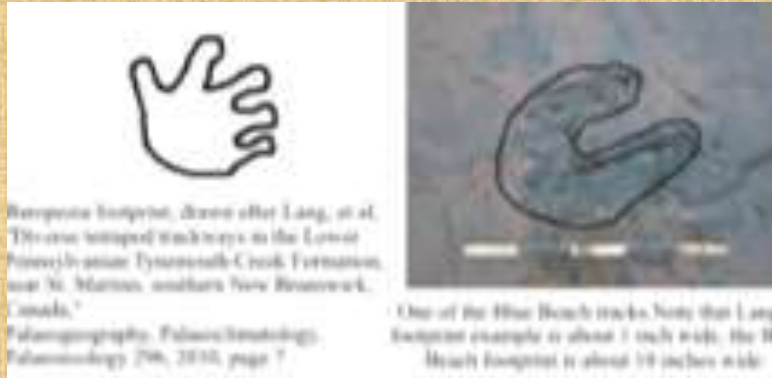 footprint, drawn after Lang, et al.
"Diverse tetrapod trackways in the Lower
Pennsylvanian Tynemouth Creek Formation,
near St. Martins, southern New Brunswick,
Canada,"
Palaeogeography, Palaeoclimatology,
Palaeoecology 296, 2010, page 7
One of the Blue Beach tracks. Note that Lang
footprint example is about 1 inch wide, the
Beach footprint is about inches wide